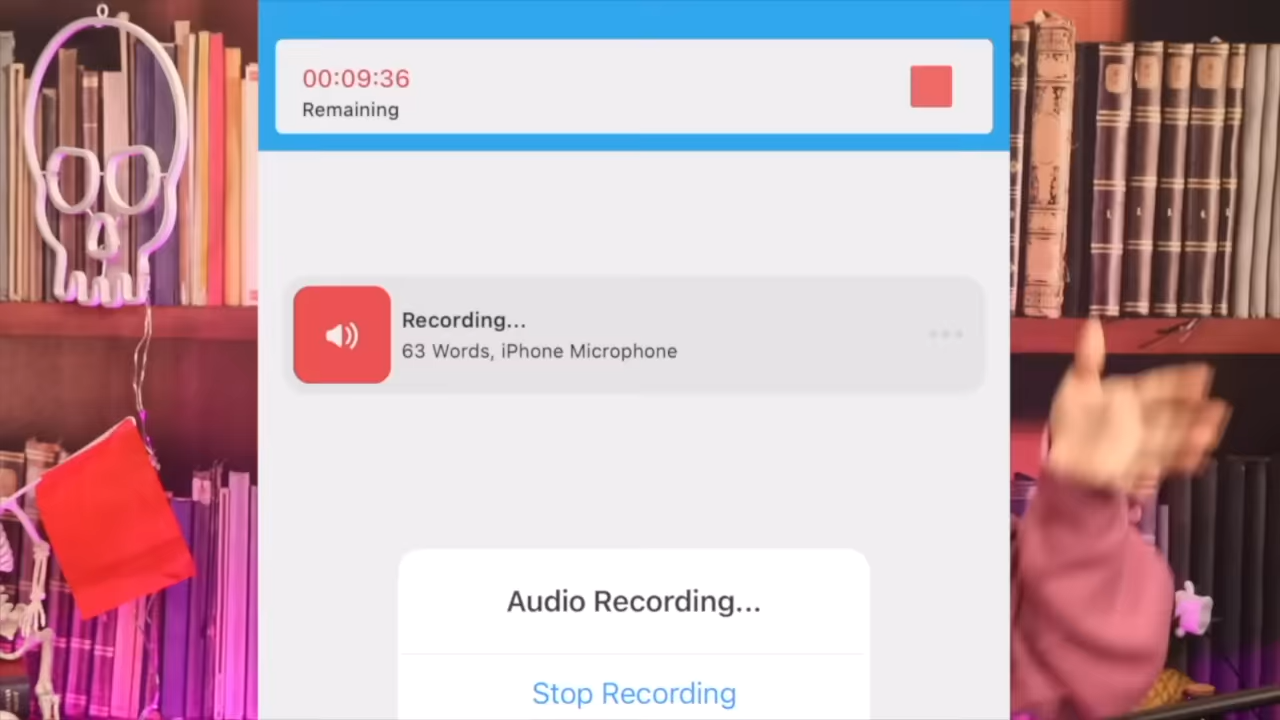 00:09:36
Remaining
Recording...
63 Words, iPhone Microphone
Audio Recording...
Stop Recording